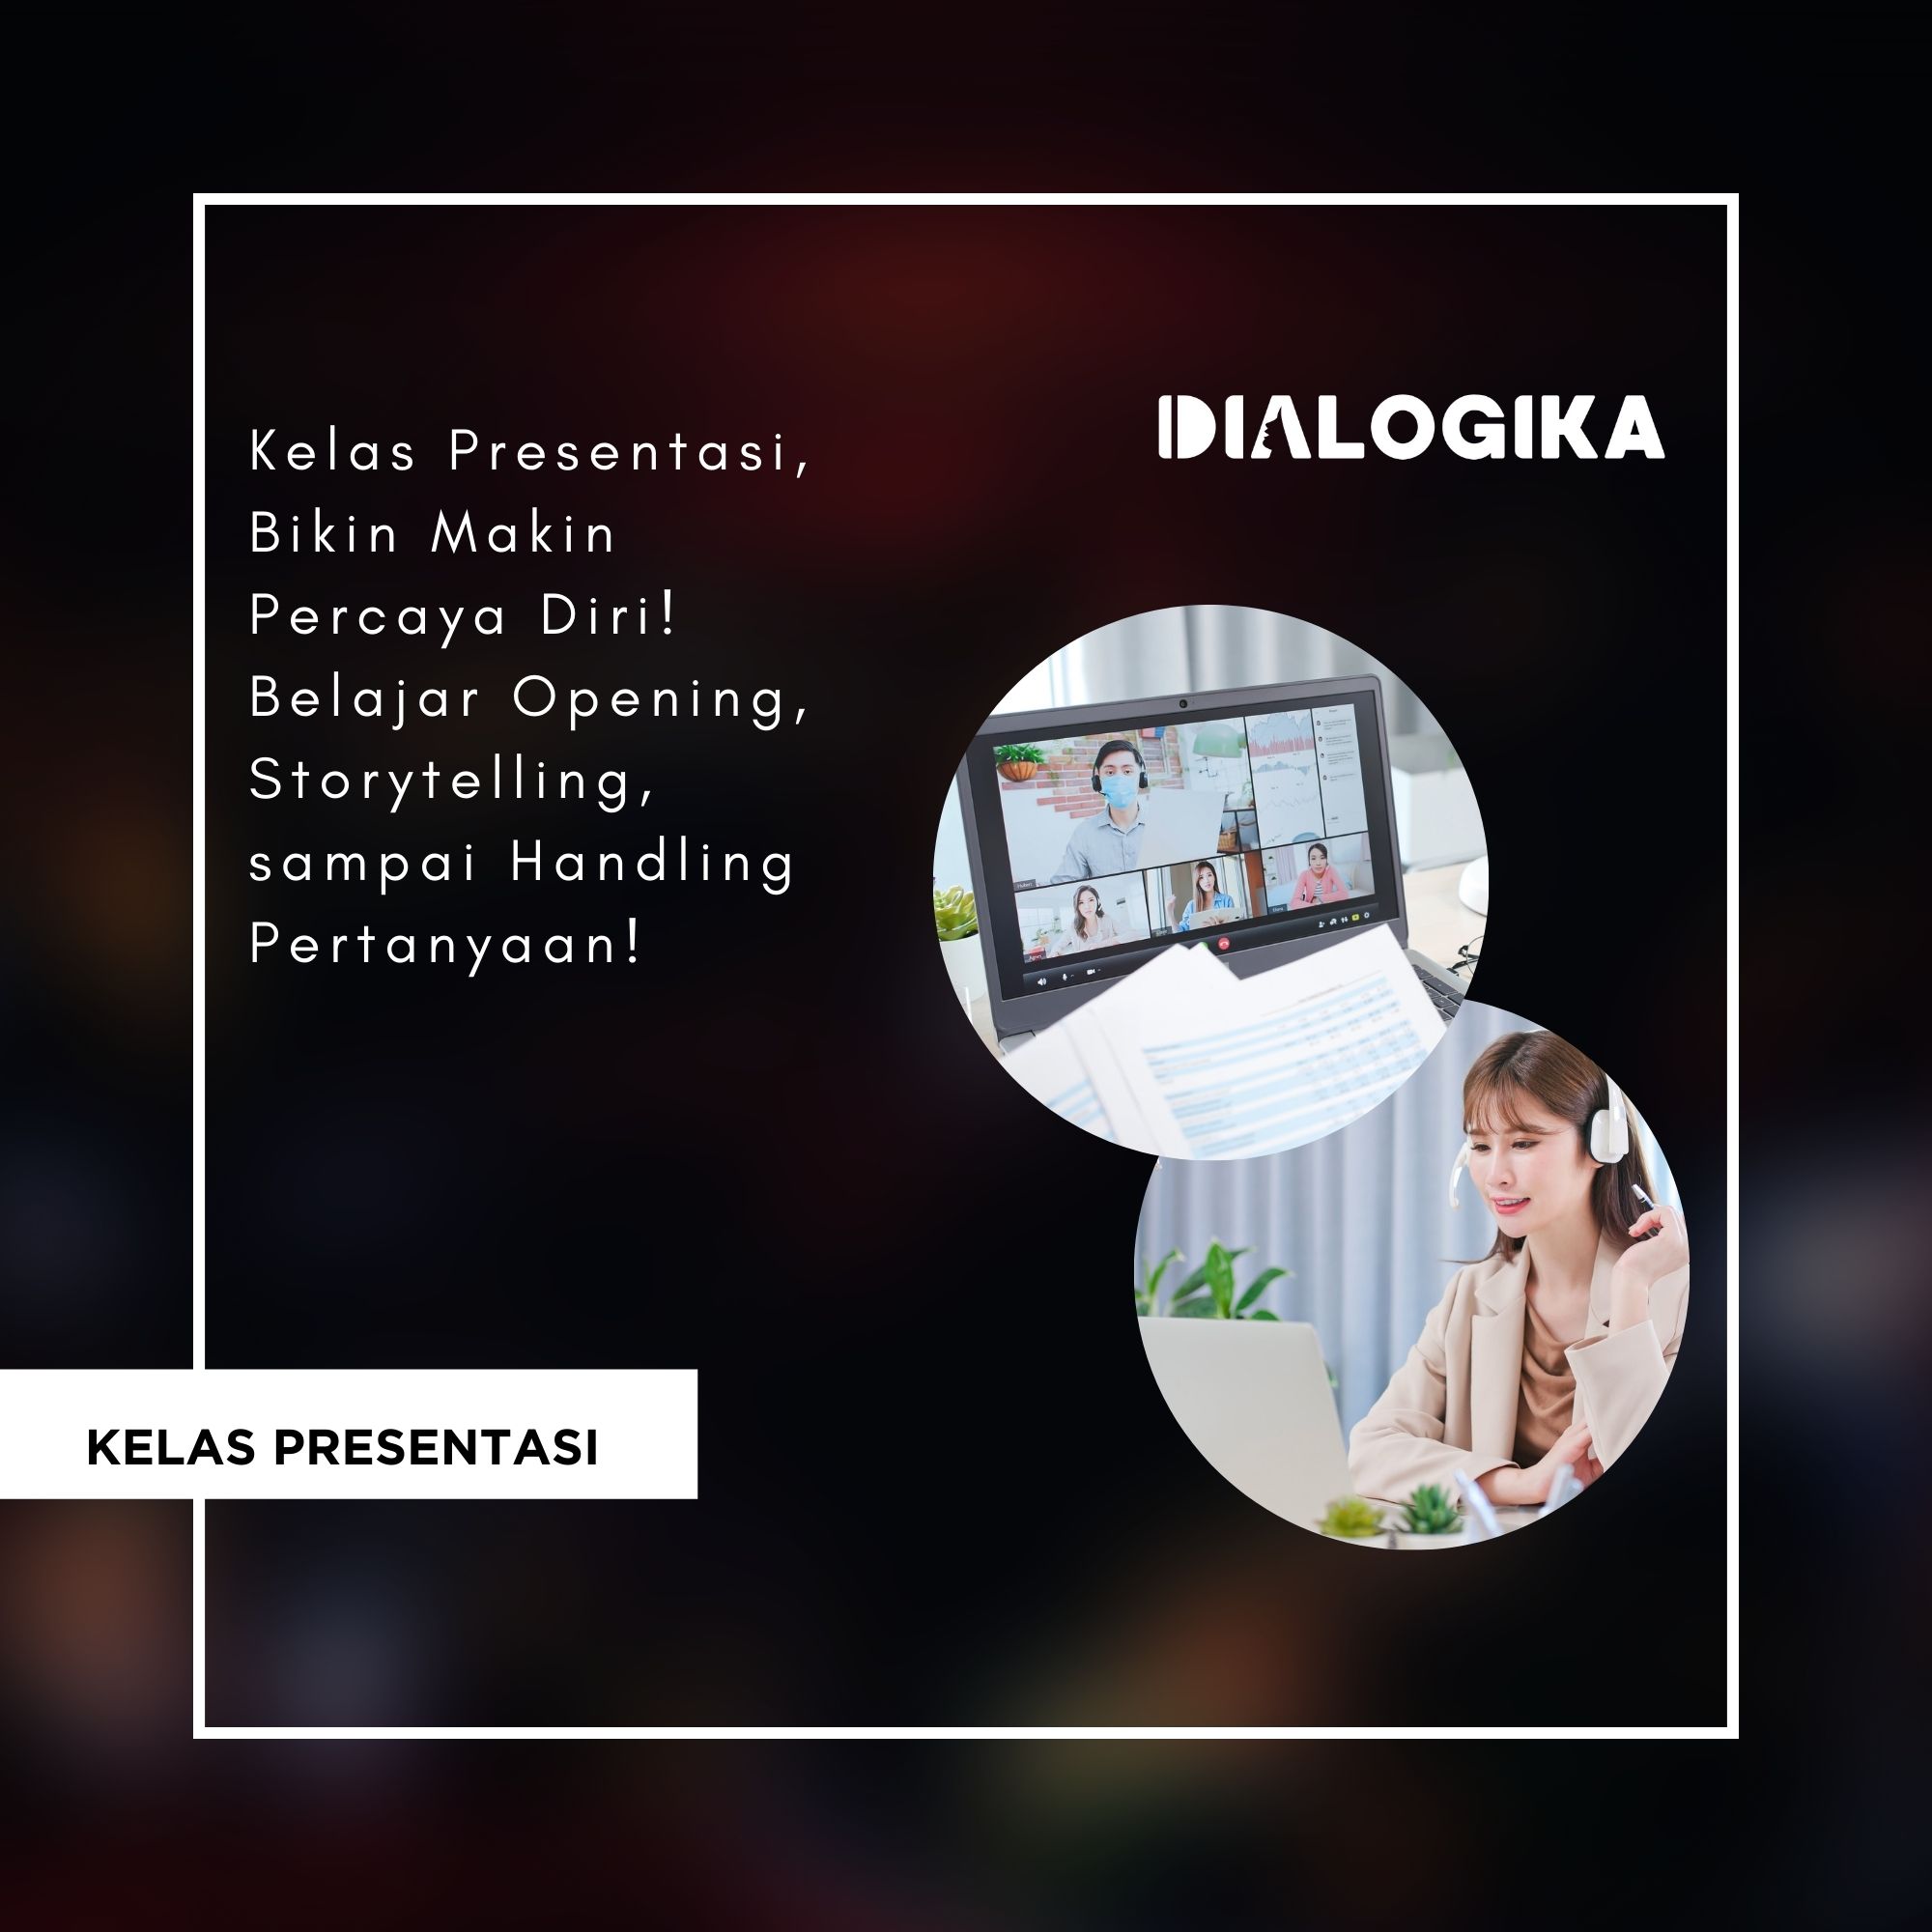 DIALOGIKA
Kelas Presentasi,
Bikin Makin
Percaya Diri!
Belajar Opening,
Storytelling,
sampai Handling
Pertanyaan!
KELAS PRESENTASI